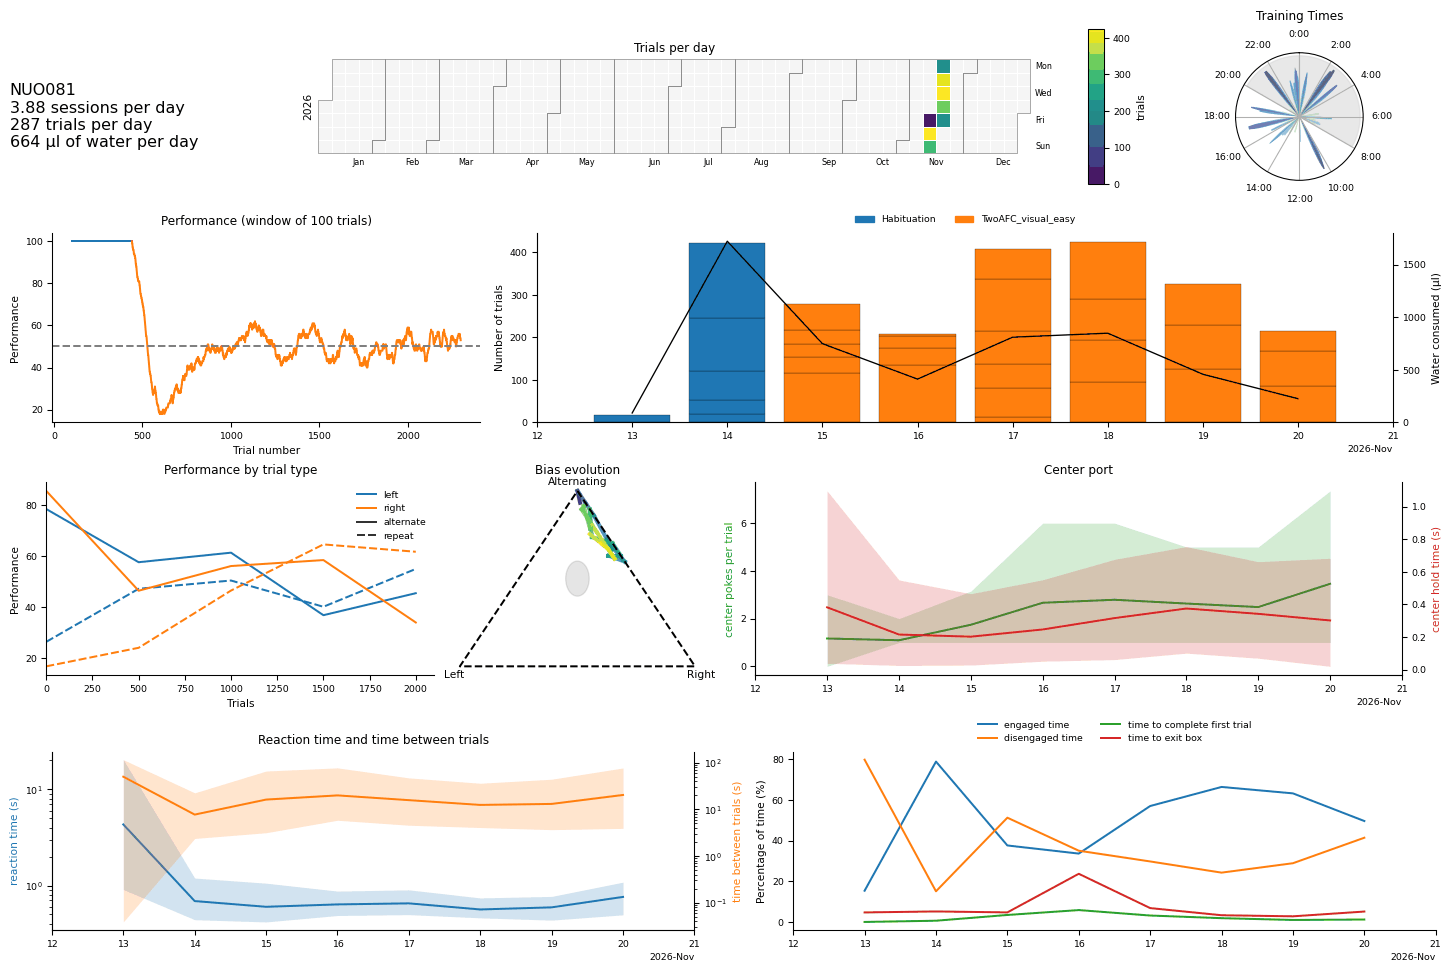 NUO081
3.88 sessions per day
287 trials per day
664 µl of water per day
Trials per day
2026
Mon
Wed
Fri
Sun
Jan Feb Mar Apr May Jun Jul Aug Sep Oct Nov Dec
400
300
200
100
0
trials
Training Times
0:00
2:00
4:00
6:00
8:00
10:00
12:00
14:00
16:00
18:00
20:00
22:00
Performance (window of 100 trials)
Performance
100
80
60
40
20
0 500 1000 1500 2000
Trial number
Habituation TwoAFC_visual_easy
Number of trials
400
300
200
100
0
12 13 14 15 16 17 18 19 20 21
2026-Nov
1500
1000
500
0
Water consumed (µl)
Performance by trial type
Performance
80
60
40
20
left
right
alternate
repeat
0 250 500 750 1000 1250 1500 1750 2000
Trials
Bias evolution
Alternating
Left Right
Center port
center pokes per trial
6
4
2
0
12 13 14 15 16 17 18 19 20 21
2026-Nov
1.0
0.8
0.6
0.4
0.2
0.0
center hold time (s)
Reaction time and time between trials
reaction time (s)
10¹
10⁰
12 13 14 15 16 17 18 19 20 21
2026-Nov
10²
10¹
10⁰
10⁻¹
time between trials (s)
engaged time time to complete first trial
disengaged time time to exit box
Percentage of time (%)
80
60
40
20
0
12 13 14 15 16 17 18 19 20 21
2026-Nov